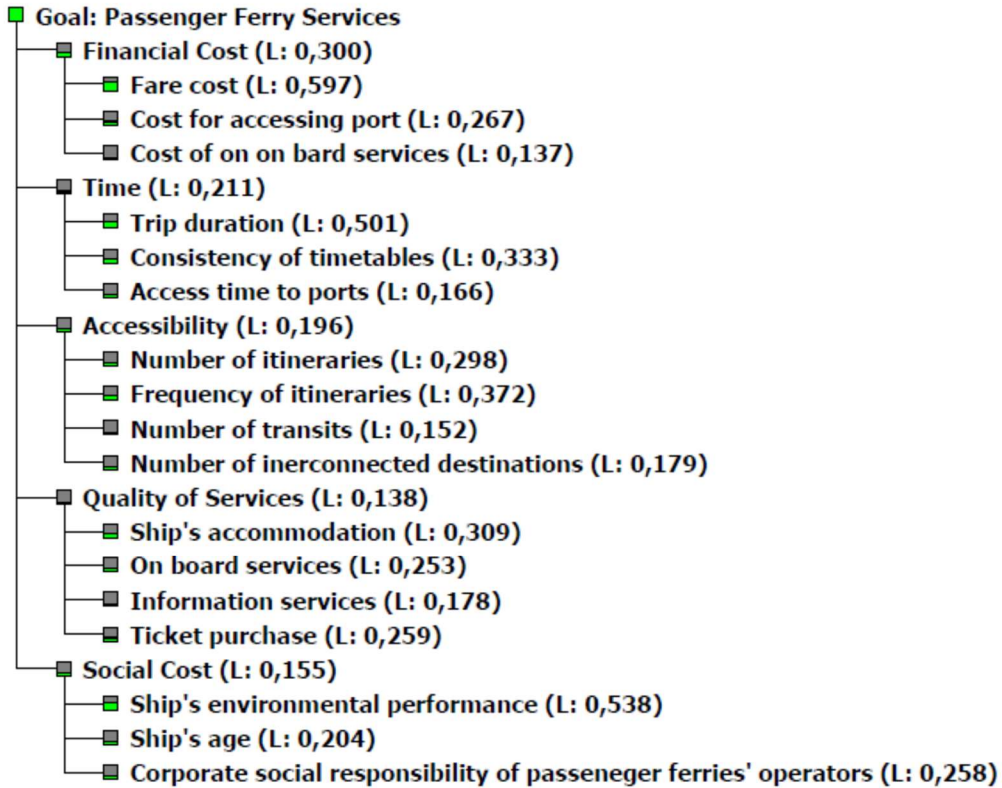 Goal: Passenger Ferry Services
Financial Cost (L: 0,300)
Fare cost (L: 0,597)
Cost for accessing port (L: 0,267)
Cost of on on bard services (L: 0,137)
Time (L: 0,211)
Trip duration (L: 0,501)
Consistency of timetables (L: 0,333)
Access time to ports (L: 0,166)
Accessibility (L: 0,196)
Number of itineraries (L: 0,298)
Frequency of itineraries (L: 0,372)
Number of transits (L: 0,152)
Number of inerconnected destinations (L: 0,179)
Quality of Services (L: 0,138)
Ship's accommodation (L: 0,309)
On board services (L: 0,253)
Information services (L: 0,178)
Ticket purchase (L: 0,259)
Social Cost (L: 0,155)
Ship's environmental performance (L: 0,538)
Ship's age (L: 0,204)
Corporate social responsibility of passeneger ferries' operators (L: 0,258)